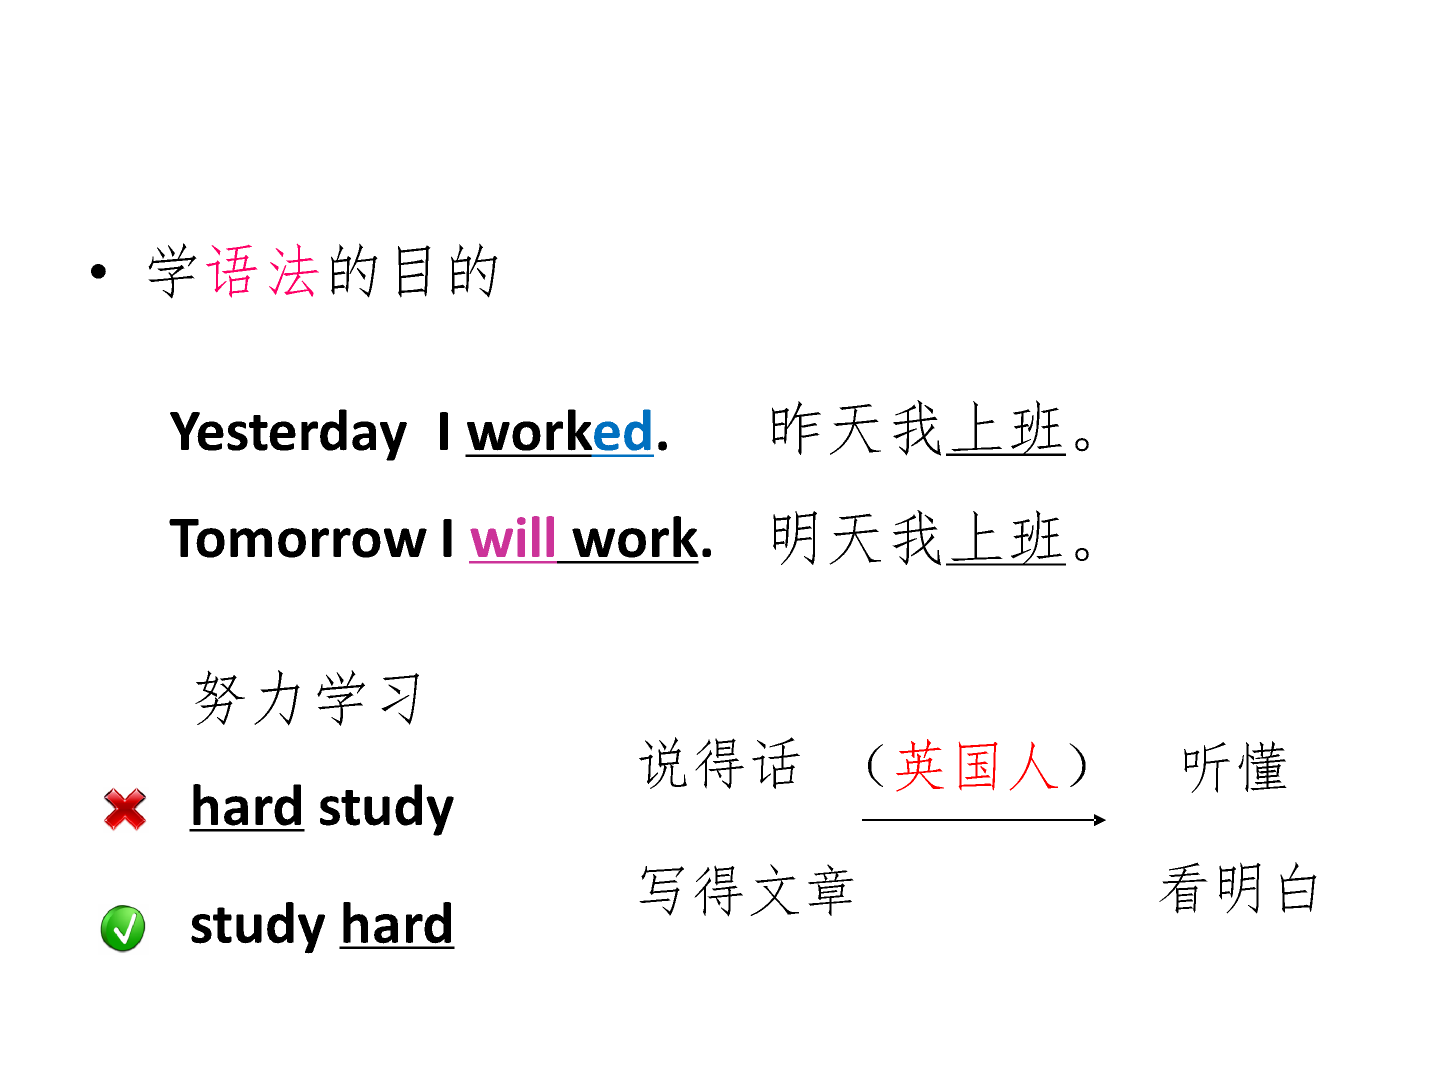 • 学语法的目的
Yesterday I worked. 昨天我上班。
Tomorrow I will work. 明天我上班。
努力学习
hard study
study hard
说得话 （英国人） 听懂
写得文章 看明白